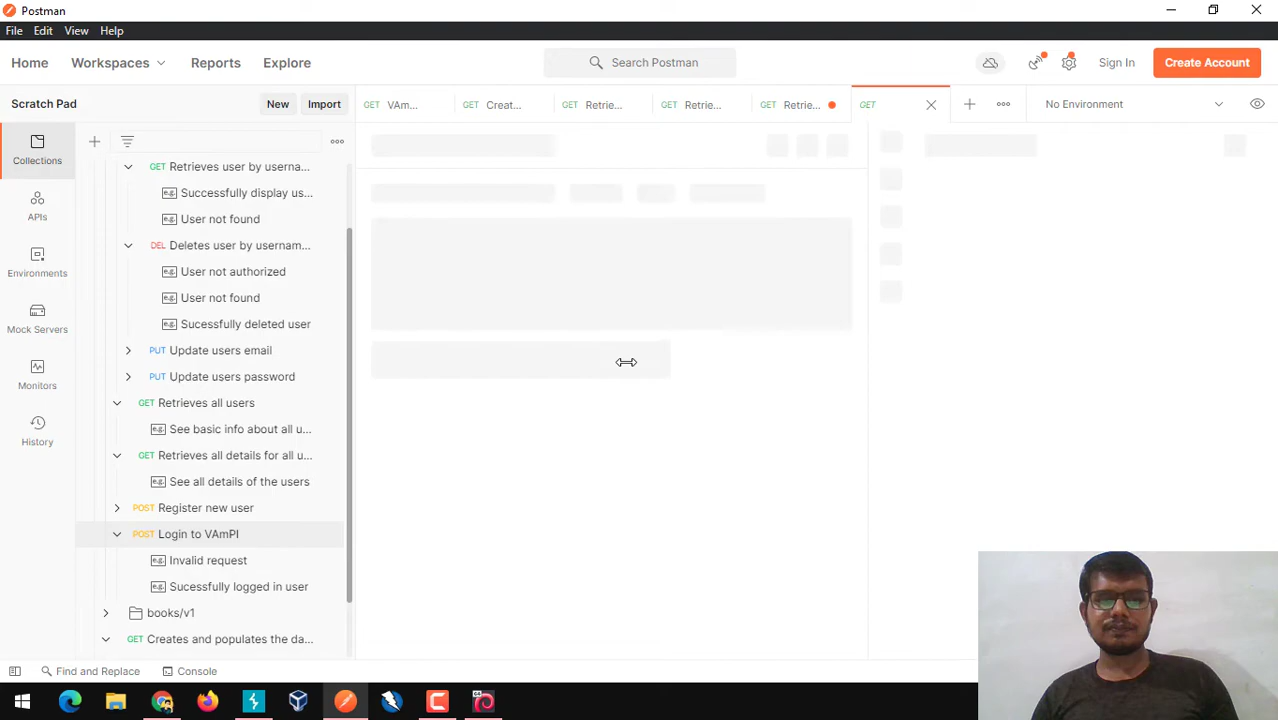 Postman
File Edit View Help
Home Workspaces Reports Explore Search Postman Sign In Create Account
Scratch Pad New Import GET VAm... GET Creat... GET Retrie... GET Retrie... GET Retrie... GET No Environment
Collections
APIs
Environments
Mock Servers
Monitors
History
GET Retrieves user by userna...
e.g. Successfully display us...
e.g. User not found
DEL Deletes user by usernam...
e.g. User not authorized
e.g. User not found
e.g. Sucessfully deleted user
PUT Update users email
PUT Update users password
GET Retrieves all users
e.g. See basic info about all u...
GET Retrieves all details for all u...
e.g. See all details of the users
POST Register new user
POST Login to VAmPI
e.g. Invalid request
e.g. Sucessfully logged in user
books/v1
GET Creates and populates the da...
Find and Replace Console